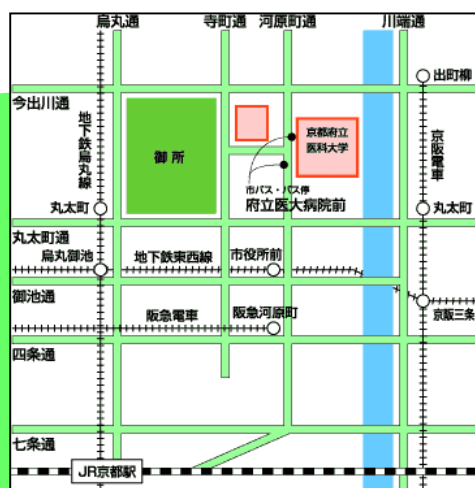 烏丸通
寺町通
河原町通
川端通
出町柳
今出川通
地下鉄烏丸線
御所
京都府立
医科大学
京阪電車
市バス・バス停
府立医大病院前
丸太町
丸太町
丸太町通
烏丸御池
地下鉄東西線
市役所前
御池通
京阪三条
阪急電車
阪急河原町
四条通
七条通
JR京都駅